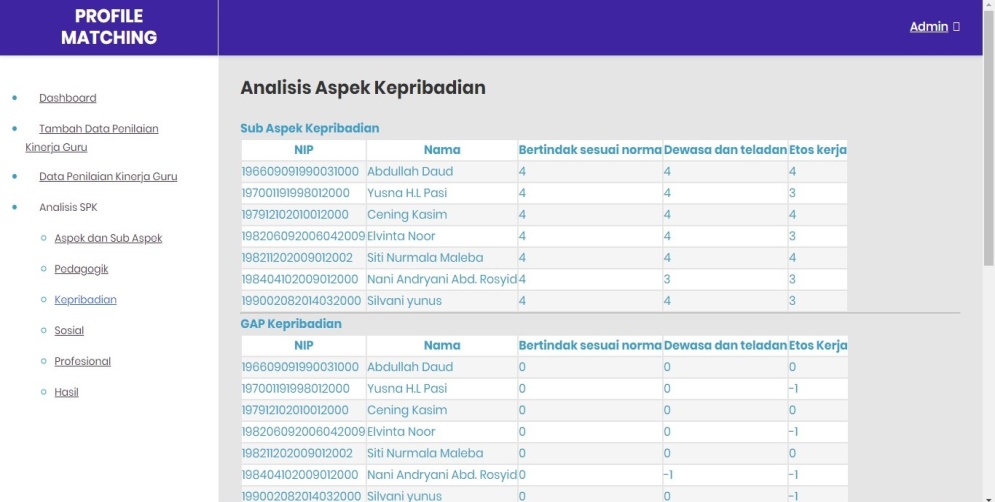 PROFILE
MATCHING
Admin
Dashboard
Tambah Data Penilaian
Kinerja Guru
Data Penilaian Kinerja Guru
Analisis SPK
Aspek dan Sub Aspek
Pedagogik
Kepribadian
Sosial
Profesional
Hasil
Analisis Aspek Kepribadian
Sub Aspek Kepribadian
NIP Nama Bertindak sesuai norma Dewasa dan teladan Etos kerja
196609091990031000 Abdullah Daud 4 4 4
197001191998012000 Yusna H.L Pasi 4 4 3
197912102010012000 Cening Kasim 4 4 4
198206092006042009 Elvinta Noor 4 4 3
198211202009012002 Siti Nurmala Maleba 4 4 4
198404102009012000 Nani Andryani Abd. Rosyid 4 3 3
199002082014032000 Silvani yunus 4 4 3
GAP Kepribadian
NIP Nama Bertindak sesuai norma Dewasa dan teladan Etos Kerja
196609091990031000 Abdullah Daud 0 0 0
197001191998012000 Yusna H.L Pasi 0 0 -1
197912102010012000 Cening Kasim 0 0 0
198206092006042009 Elvinta Noor 0 0 -1
198211202009012002 Siti Nurmala Maleba 0 0 0
198404102009012000 Nani Andryani Abd. Rosyid 0 -1 -1
199002082014032000 Silvani yunus 0 0 -1